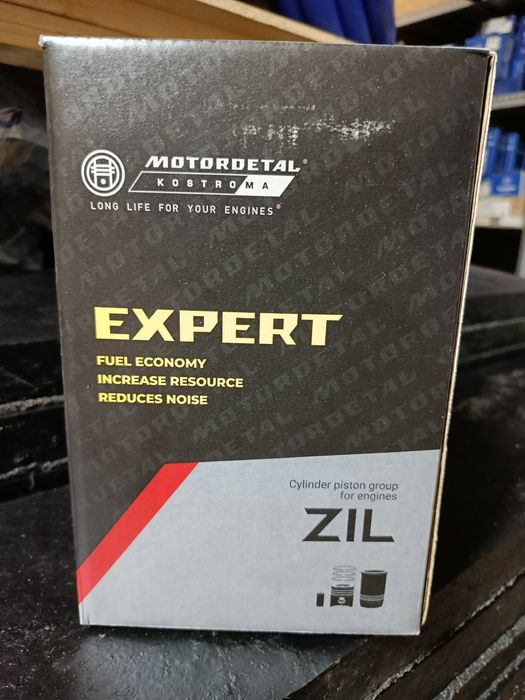 MOTORDETAL®
KOSTROMA
LONG LIFE FOR YOUR ENGINES®
EXPERT
FUEL ECONOMY
INCREASE RESOURCE
REDUCES NOISE
Cylinder piston group
for engines
ZIL